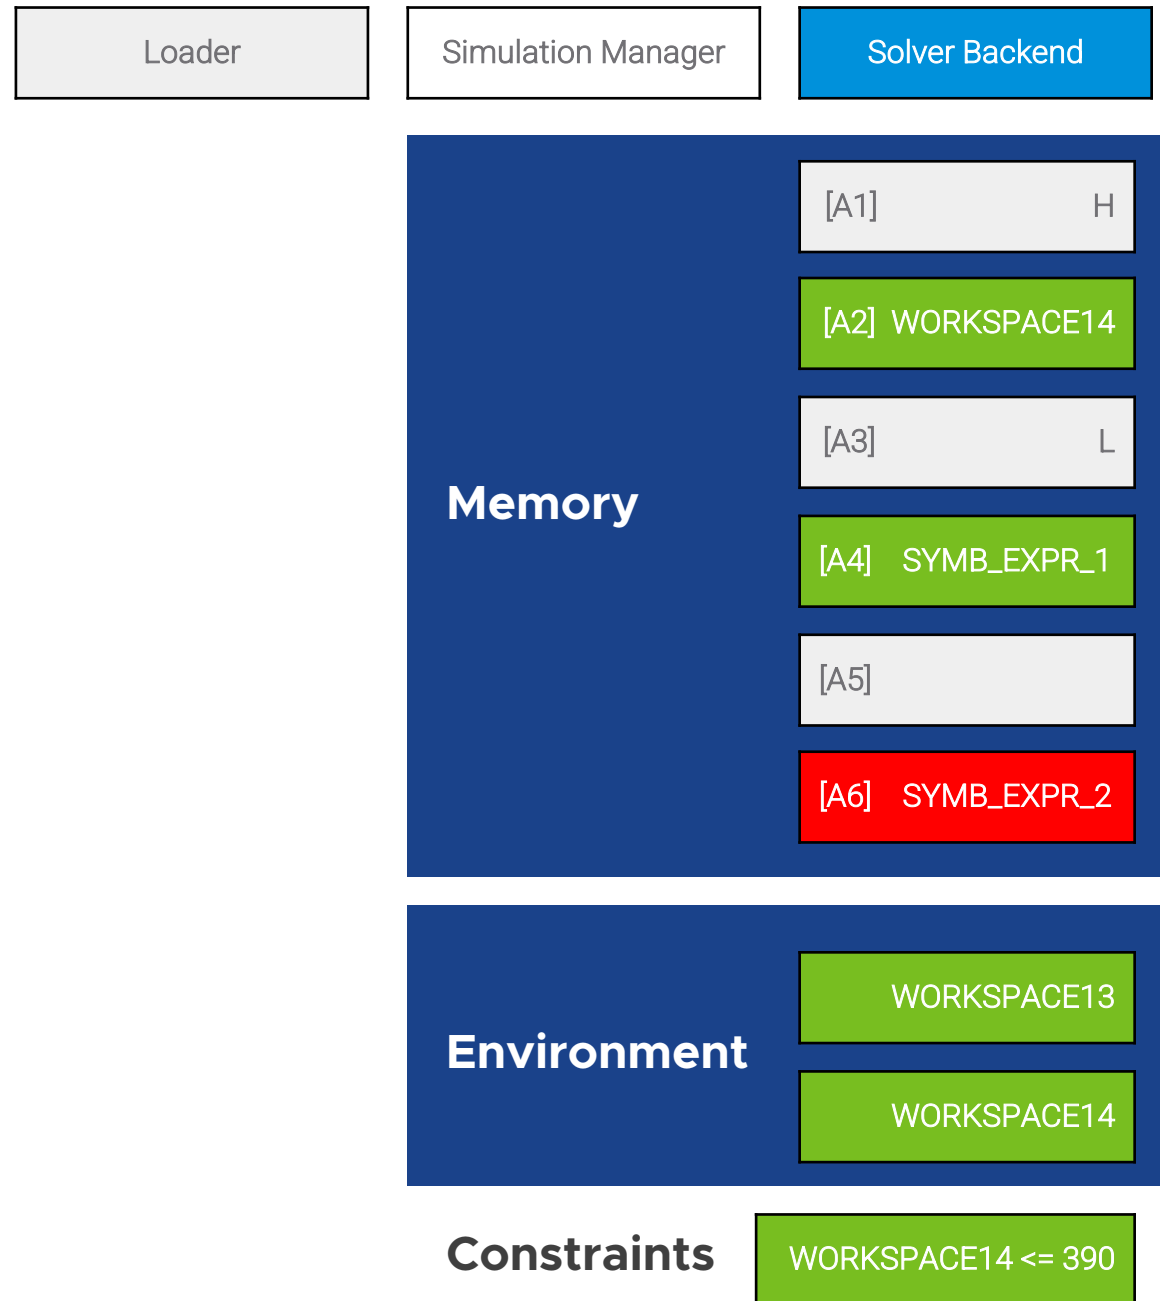 Loader
Simulation Manager
Solver Backend
Memory
[A1] H
[A2] WORKSPACE14
[A3] L
[A4] SYMB_EXPR_1
[A5]
[A6] SYMB_EXPR_2
Environment
WORKSPACE13
WORKSPACE14
Constraints
WORKSPACE14 <= 390